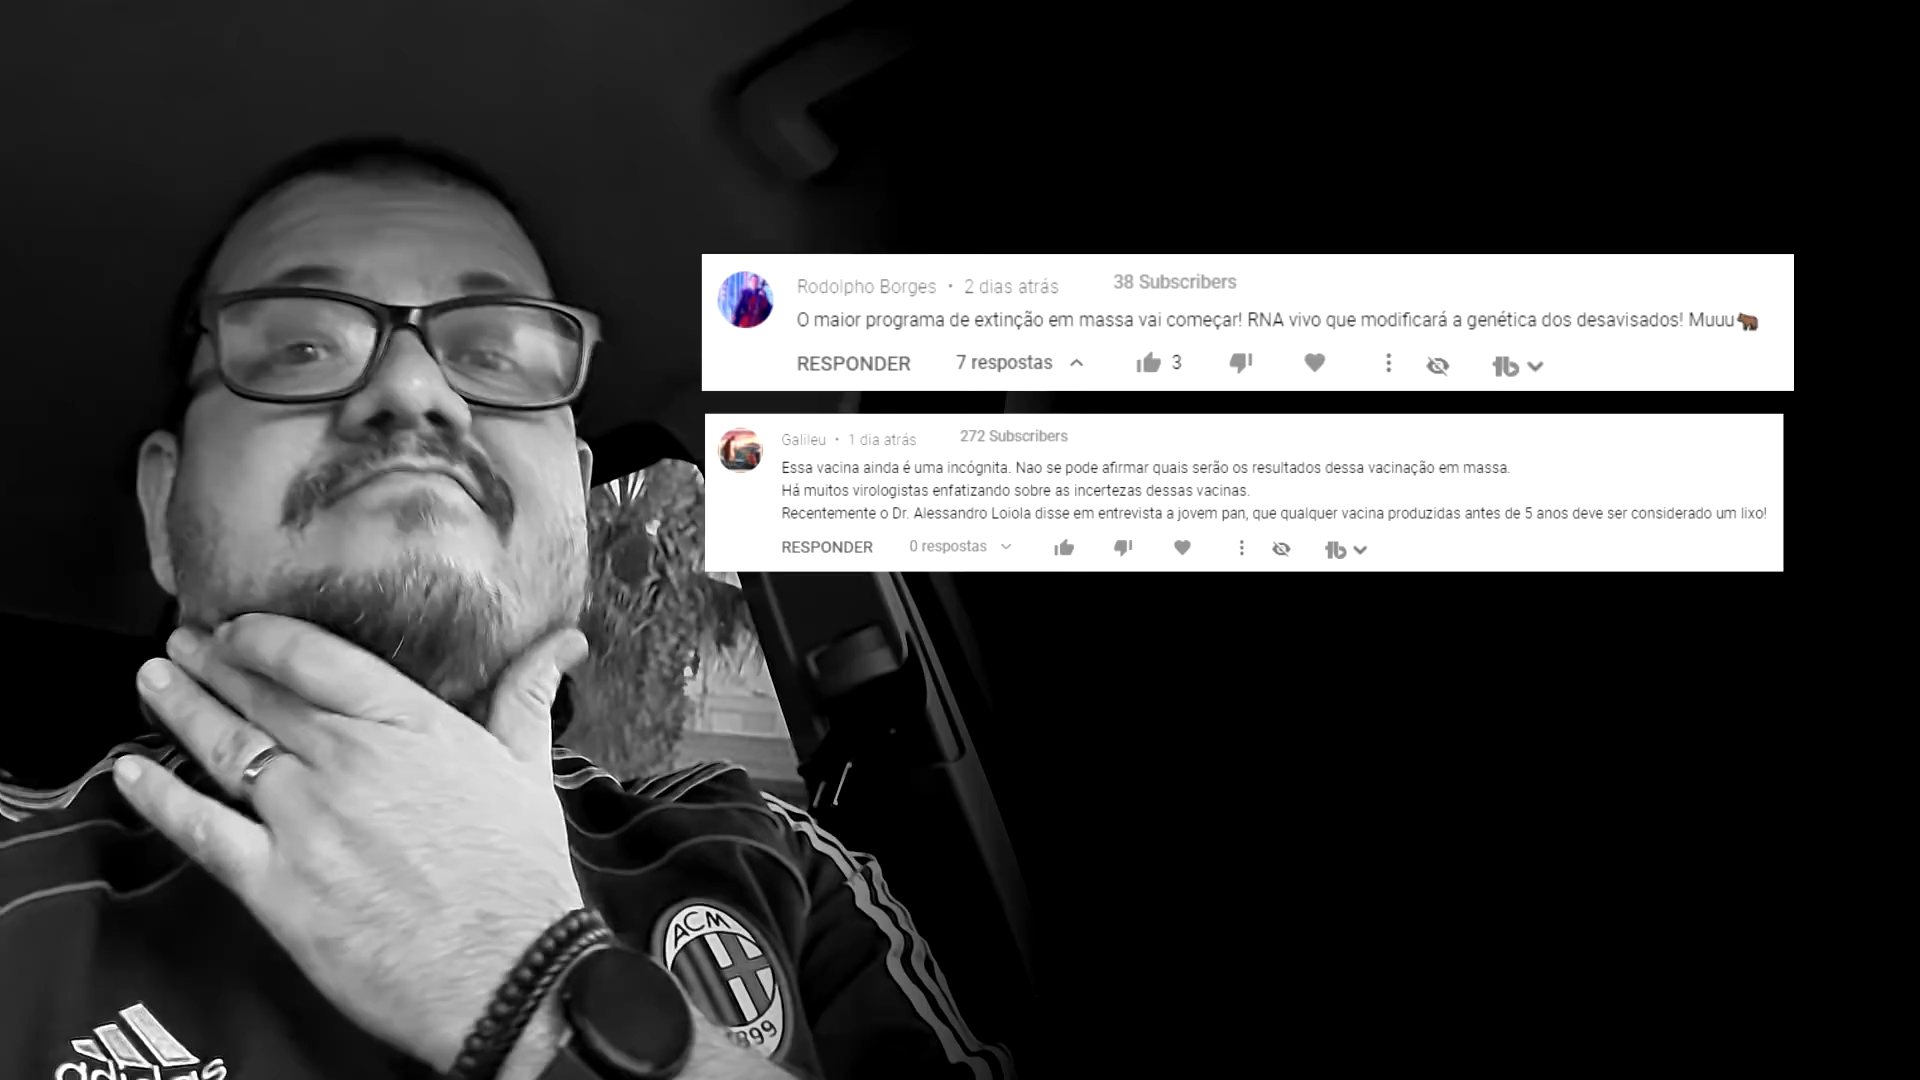 Rodolpho Borges • 2 dias atrás 38 Subscribers
O maior programa de extinção em massa vai começar! RNA vivo que modificará a genética dos desavisados! Muuu🐂
RESPONDER 7 respostas 3
Galileu • 1 dia atrás 272 Subscribers
Essa vacina ainda é uma incógnita. Nao se pode afirmar quais serão os resultados dessa vacinação em massa.
Há muitos virologistas enfatizando sobre as incertezas dessas vacinas.
Recentemente o Dr. Alessandro Loiola disse em entrevista a jovem pan, que qualquer vacina produzidas antes de 5 anos deve ser considerado um lixo!
RESPONDER 0 respostas
ACM
1899
adidas